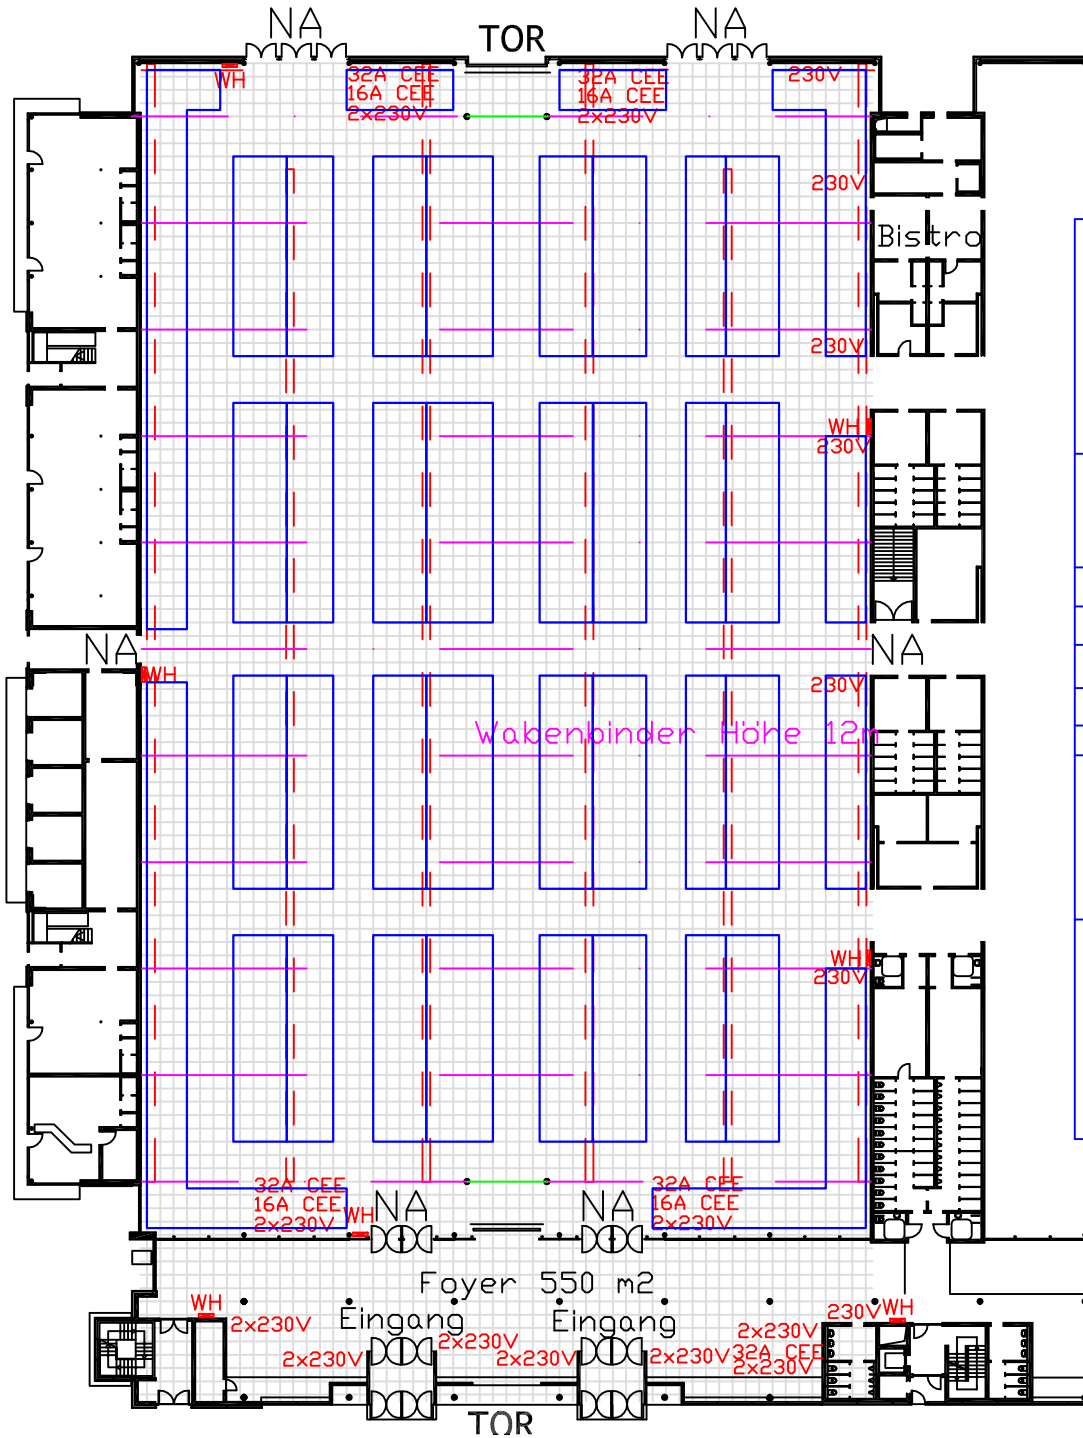 NA
TOR
NA
WH
32A CEE
16A CEE
2x230V
32A CEE
16A CEE
2x230V
230V
230V
Bistro
230V
WH
230V
NA
NA
WH
230V
Wabenbinder Höhe 12m
WH
230V
32A CEE
16A CEE
2x230V
WH
NA
NA
32A CEE
16A CEE
2x230V
Foyer 550 m2
WH
2x230V
Eingang
Eingang
2x230V
2x230V
2x230V
2x230V
2x230V
32A CEE
2x230V
230V
WH
TOR